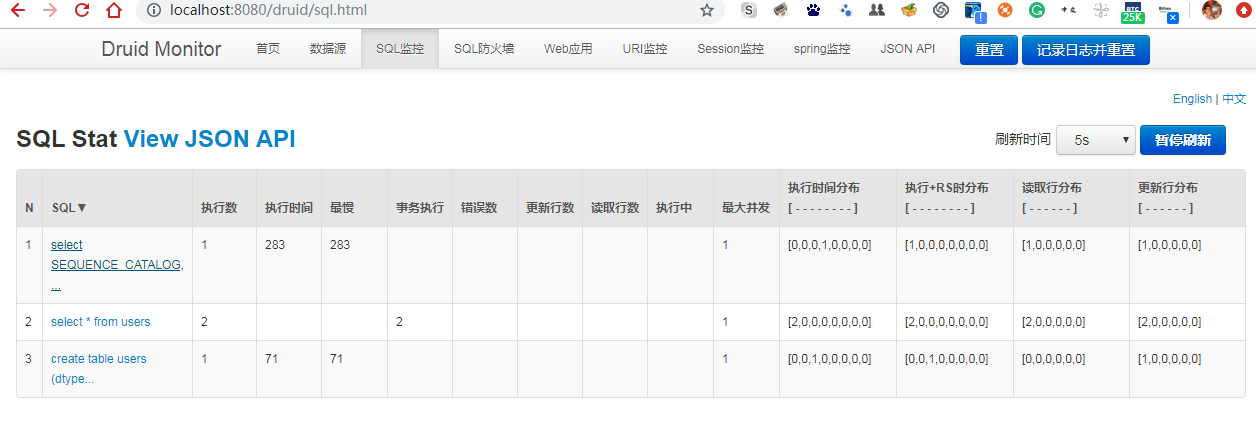 localhost:8080/druid/sql.html
25K
Druid Monitor 首页 数据源 SQL监控 SQL防火墙 Web应用 URI监控 Session监控 spring监控 JSON API 重置 记录日志并重置
English | 中文
SQL Stat View JSON API 刷新时间 5s 暂停刷新
N SQL▼ 执行数 执行时间 最慢 事务执行 错误数 更新行数 读取行数 执行中 最大并发 执行时间分布 执行+RS时分布 读取行分布 更新行分布
[ - - - - - - - - ] [ - - - - - - - - ] [ - - - - - - ] [ - - - - - - ]
1 select 1 283 283 1 [0,0,0,1,0,0,0,0] [1,0,0,0,0,0,0,0] [1,0,0,0,0,0] [1,0,0,0,0,0]
SEQUENCE_CATALOG,
...
2 select * from users 2 2 1 [2,0,0,0,0,0,0,0] [2,0,0,0,0,0,0,0] [2,0,0,0,0,0] [2,0,0,0,0,0]
3 create table users 1 71 71 1 [0,0,1,0,0,0,0,0] [0,0,1,0,0,0,0,0] [0,0,0,0,0,0] [1,0,0,0,0,0]
(dtype...